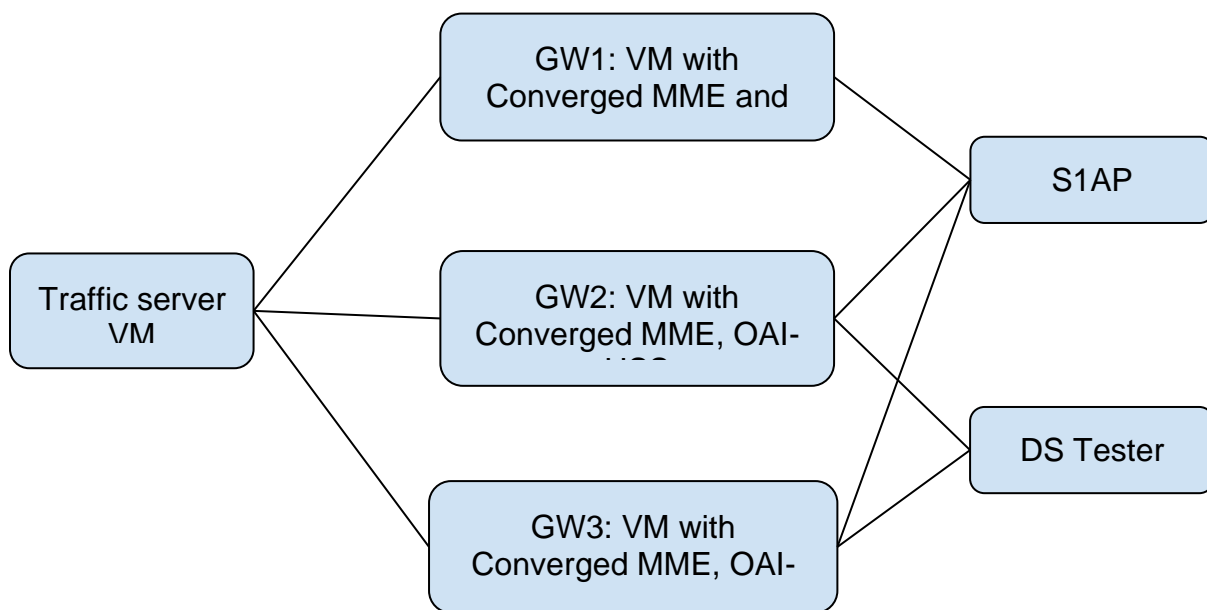 GW1: VM with
Converged MME and
S1AP
Traffic server
VM
GW2: VM with
Converged MME, OAI-
DS Tester
GW3: VM with
Converged MME, OAI-